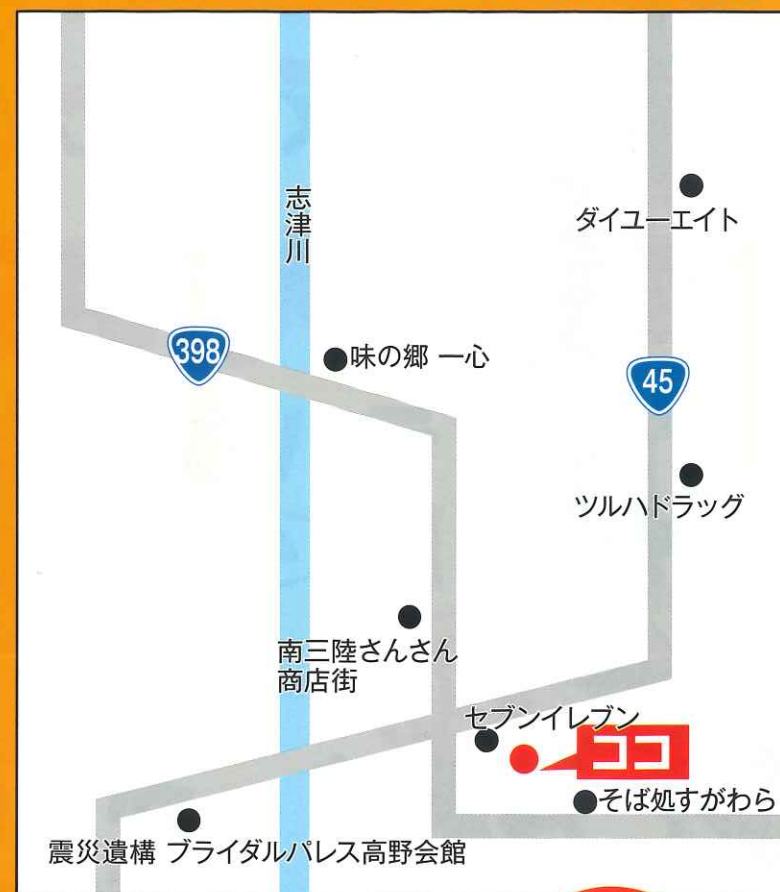 志津川
ダイユーエイト
398
味の郷 一心
45
ツルハドラッグ
南三陸さんさん
商店街
セブンイレブン
ココ
そば処すがわら
震災遺構 ブライダルパレス高野会館